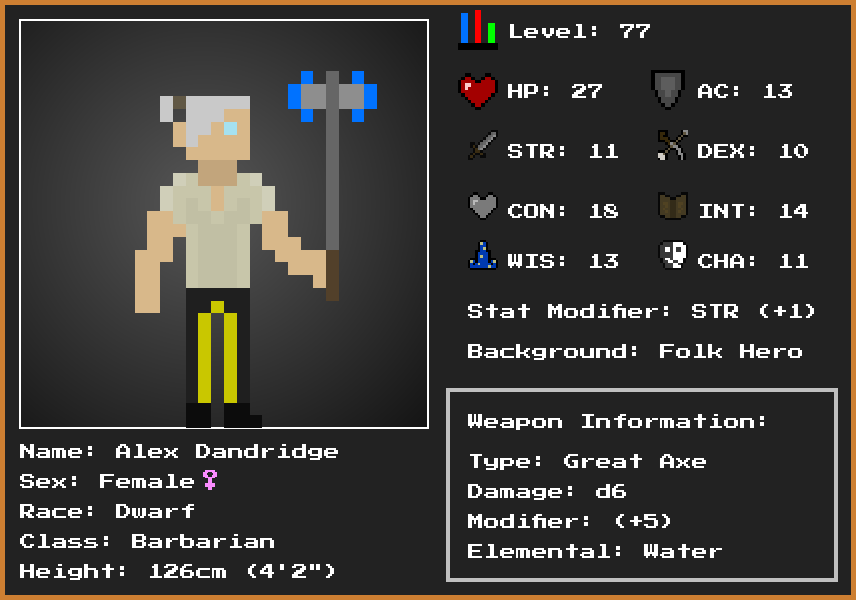 Level: 77
HP: 27 AC: 13
STR: 11 DEX: 10
CON: 18 INT: 14
WIS: 13 CHA: 11
Stat Modifier: STR (+1)
Background: Folk Hero
Weapon Information:
Type: Great Axe
Damage: d6
Modifier: (+5)
Elemental: Water
Name: Alex Dandridge
Sex: Female♀
Race: Dwarf
Class: Barbarian
Height: 126cm (4'2")